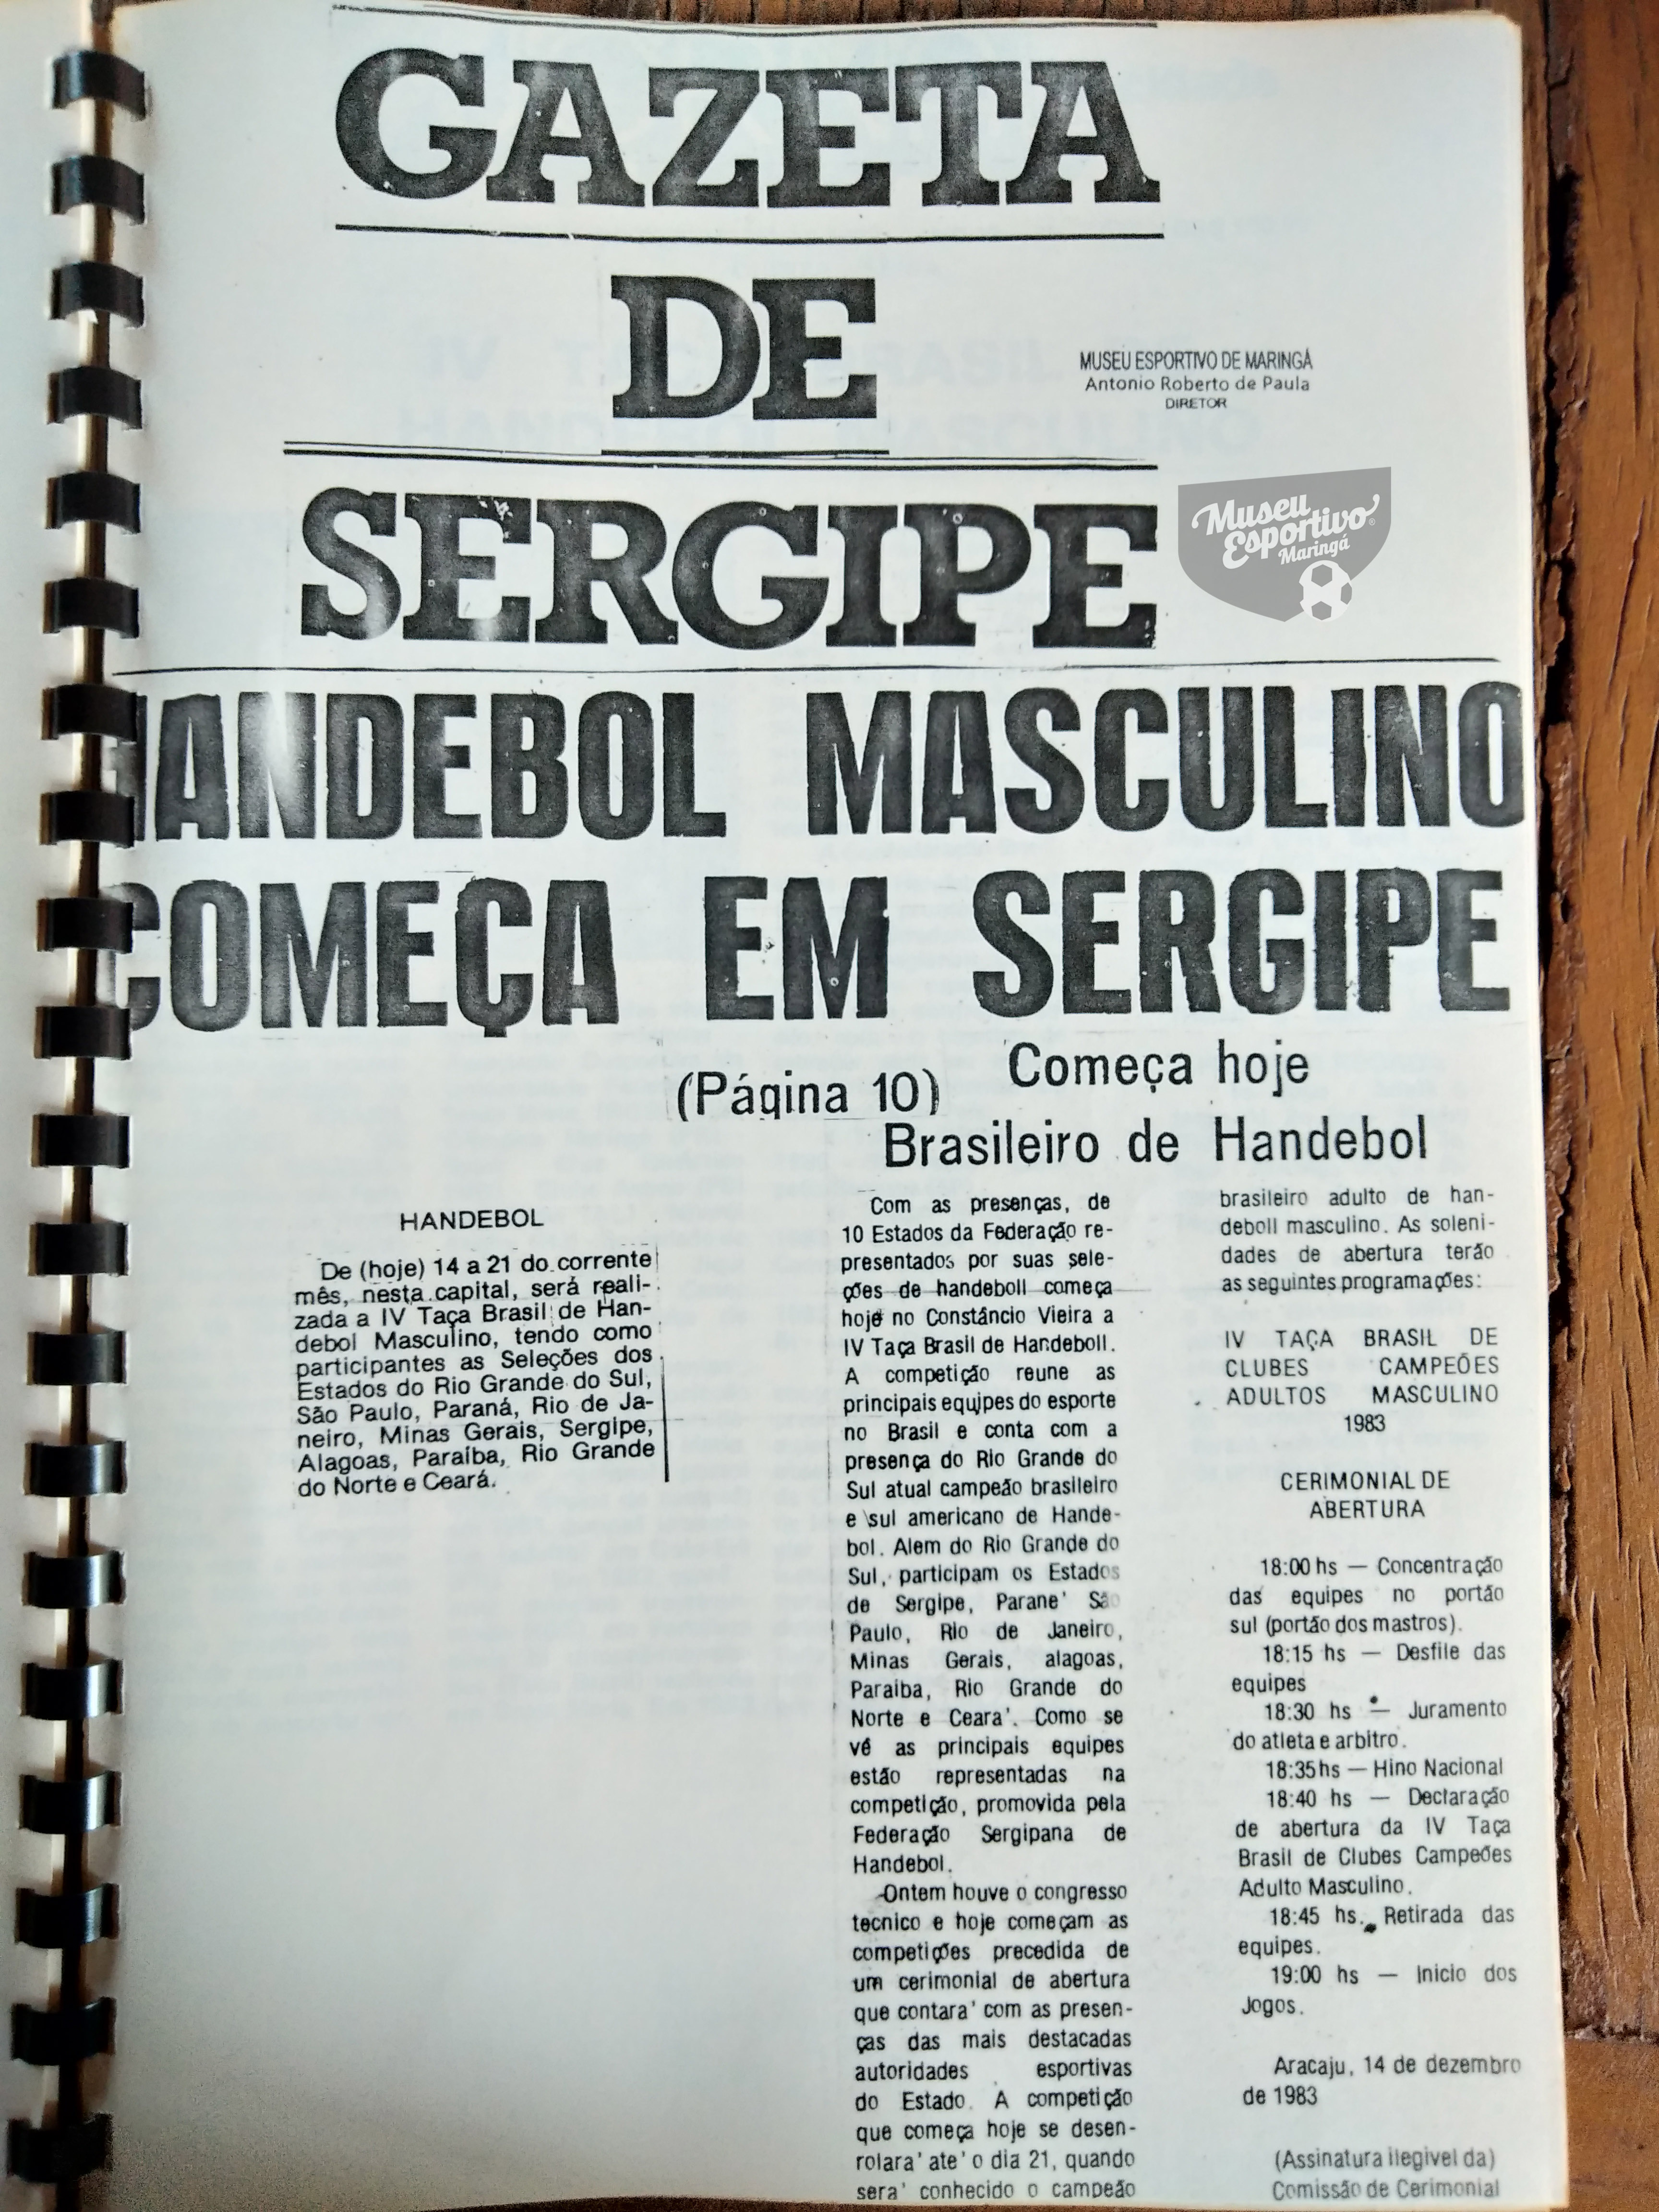 GAZETA
DE
MUSEU ESPORTIVO DE MARINGÁ
Antonio Roberto de Paula
DIRETOR
SERGIPE
Museu
Esportivo
Maringá
HANDEBOL MASCULINO
COMEÇA EM SERGIPE
(Página 10)
Começa hoje
Brasileiro de Handebol
HANDEBOL
De (hoje) 14 a 21 do corrente
mês, nesta capital, será reali-
zada a IV Taça Brasil de Han-
debol Masculino, tendo como
participantes as Seleções dos
Estados do Rio Grande do Sul,
São Paulo, Paraná, Rio de Ja-
neiro, Minas Gerais, Sergipe,
Alagoas, Paraíba, Rio Grande
do Norte e Ceará.
Com as presenças, de
10 Estados da Federação re-
presentados por suas sele-
ções de handeboll começa
hoje no Constâncio Vieira a
IV Taça Brasil de Handeboll.
A competição reune as
principais equipes do esporte
no Brasil e conta com a
presença do Rio Grande do
Sul atual campeão brasileiro
e sul americano de Hande-
bol. Alem do Rio Grande do
Sul, participam os Estados
de Sergipe, Parane' São
Paulo, Rio de Janeiro,
Minas Gerais, alagoas,
Paraiba, Rio Grande do
Norte e Ceara'. Como se
vê as principais equipes
estão representadas na
competição, promovida pela
Federação Sergipana de
Handebol.
Ontem houve o congresso
tecnico e hoje começam as
competições precedida de
um cerimonial de abertura
que contara' com as presen-
ças das mais destacadas
autoridades esportivas
do Estado. A competição
que começa hoje se desen-
rolara' ate' o dia 21, quando
sera' conhecido o campeão
brasileiro adulto de han-
deboll masculino. As soleni-
dades de abertura terão
as seguintes programações:
IV TAÇA BRASIL DE
CLUBES CAMPEÕES
ADULTOS MASCULINO
1983
CERIMONIAL DE
ABERTURA
18:00 hs — Concentração
das equipes no portão
sul (portão dos mastros).
18:15 hs — Desfile das
equipes
18:30 hs — Juramento
do atleta e arbitro.
18:35hs — Hino Nacional
18:40 hs — Declaração
de abertura da IV Taça
Brasil de Clubes Campeões
Adulto Masculino.
18:45 hs. Retirada das
equipes.
19:00 hs — Inicio dos
Jogos.
Aracaju, 14 de dezembro
de 1983
(Assinatura ilegivel da)
Comissão de Cerimonial